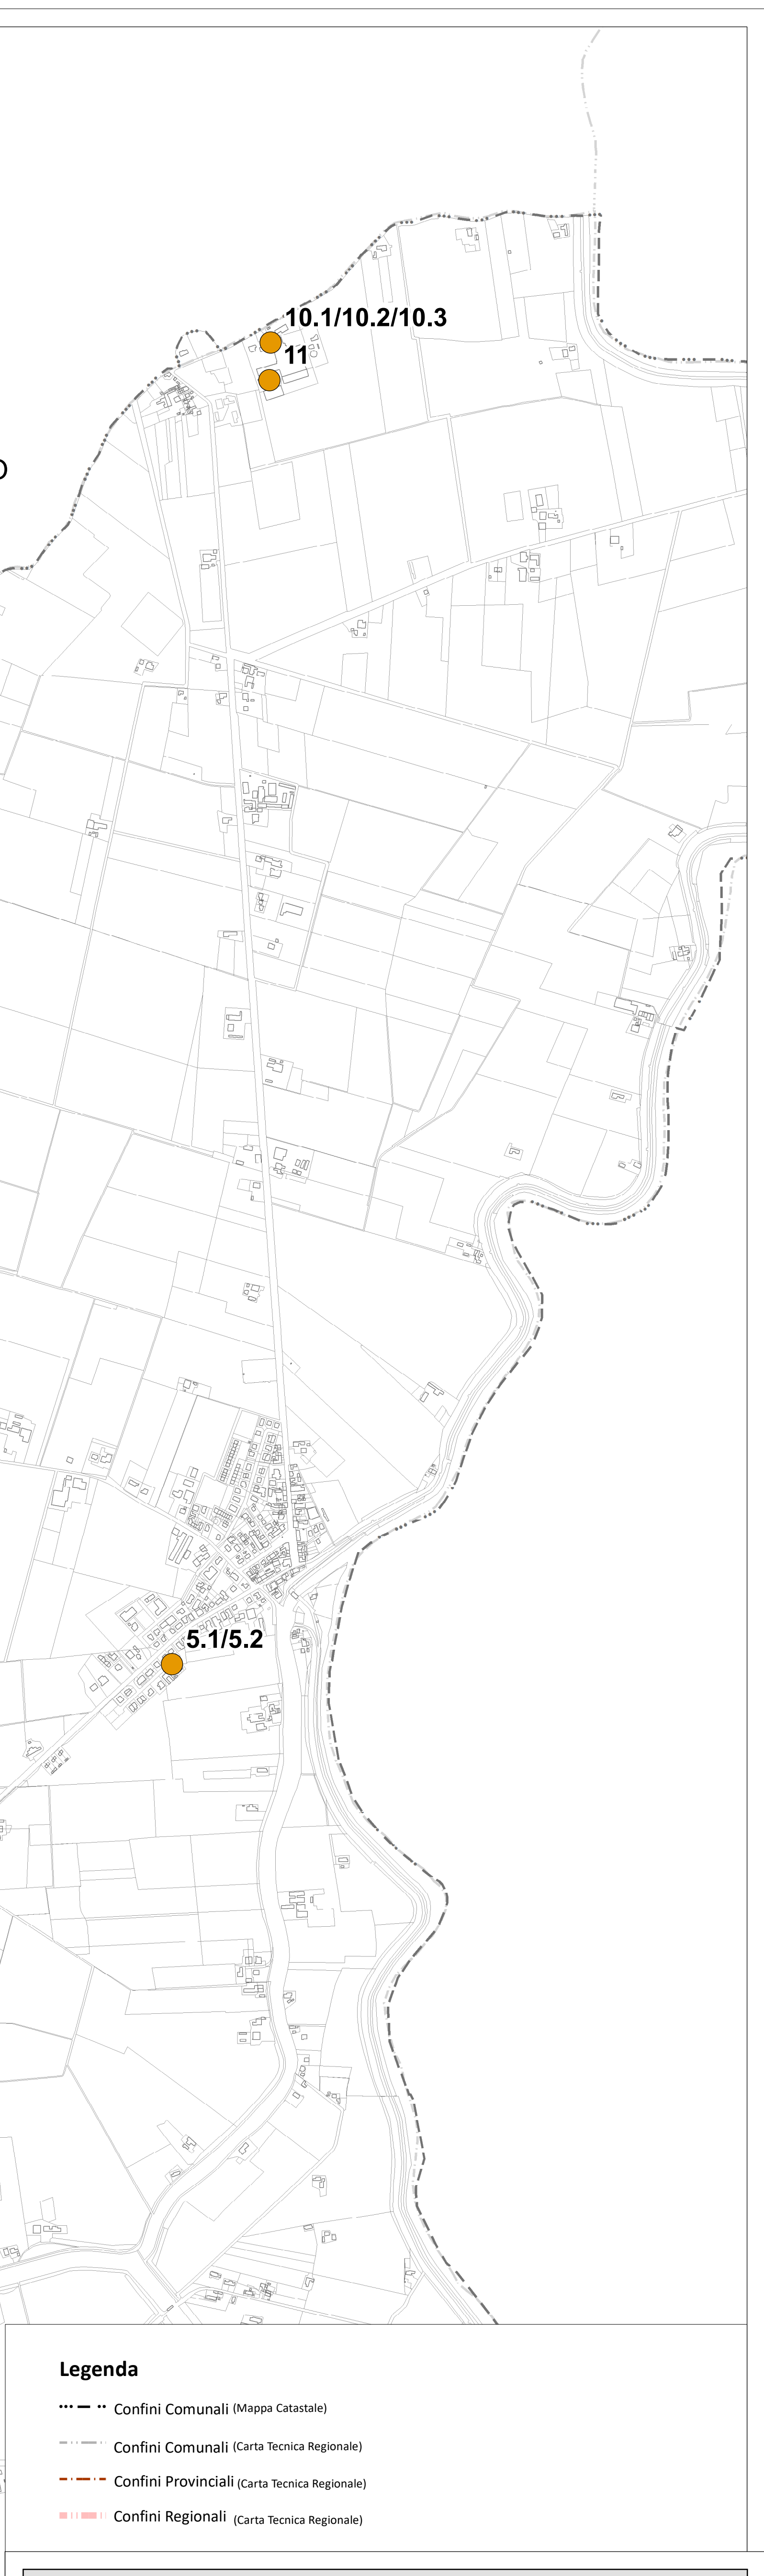 10.1/10.2/10.3
11
O
5.1/5.2
Legenda
Confini Comunali (Mappa Catastale)
Confini Comunali (Carta Tecnica Regionale)
Confini Provinciali (Carta Tecnica Regionale)
Confini Regionali (Carta Tecnica Regionale)